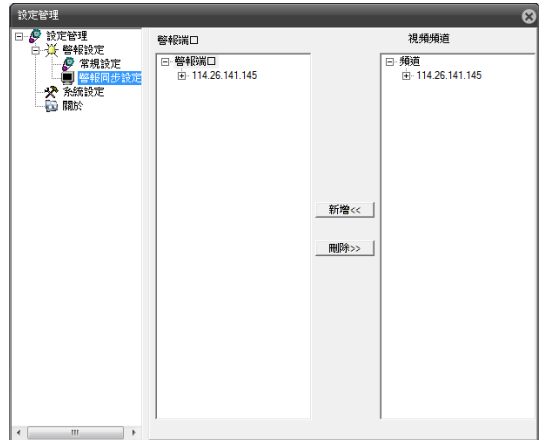 設定管理
設定管理
警報設定
常規設定
警報同步設定
系統設定
關於
警報端口
警報端口
114.26.141.145
新增<<
刪除>>
視頻頻道
頻道
114.26.141.145